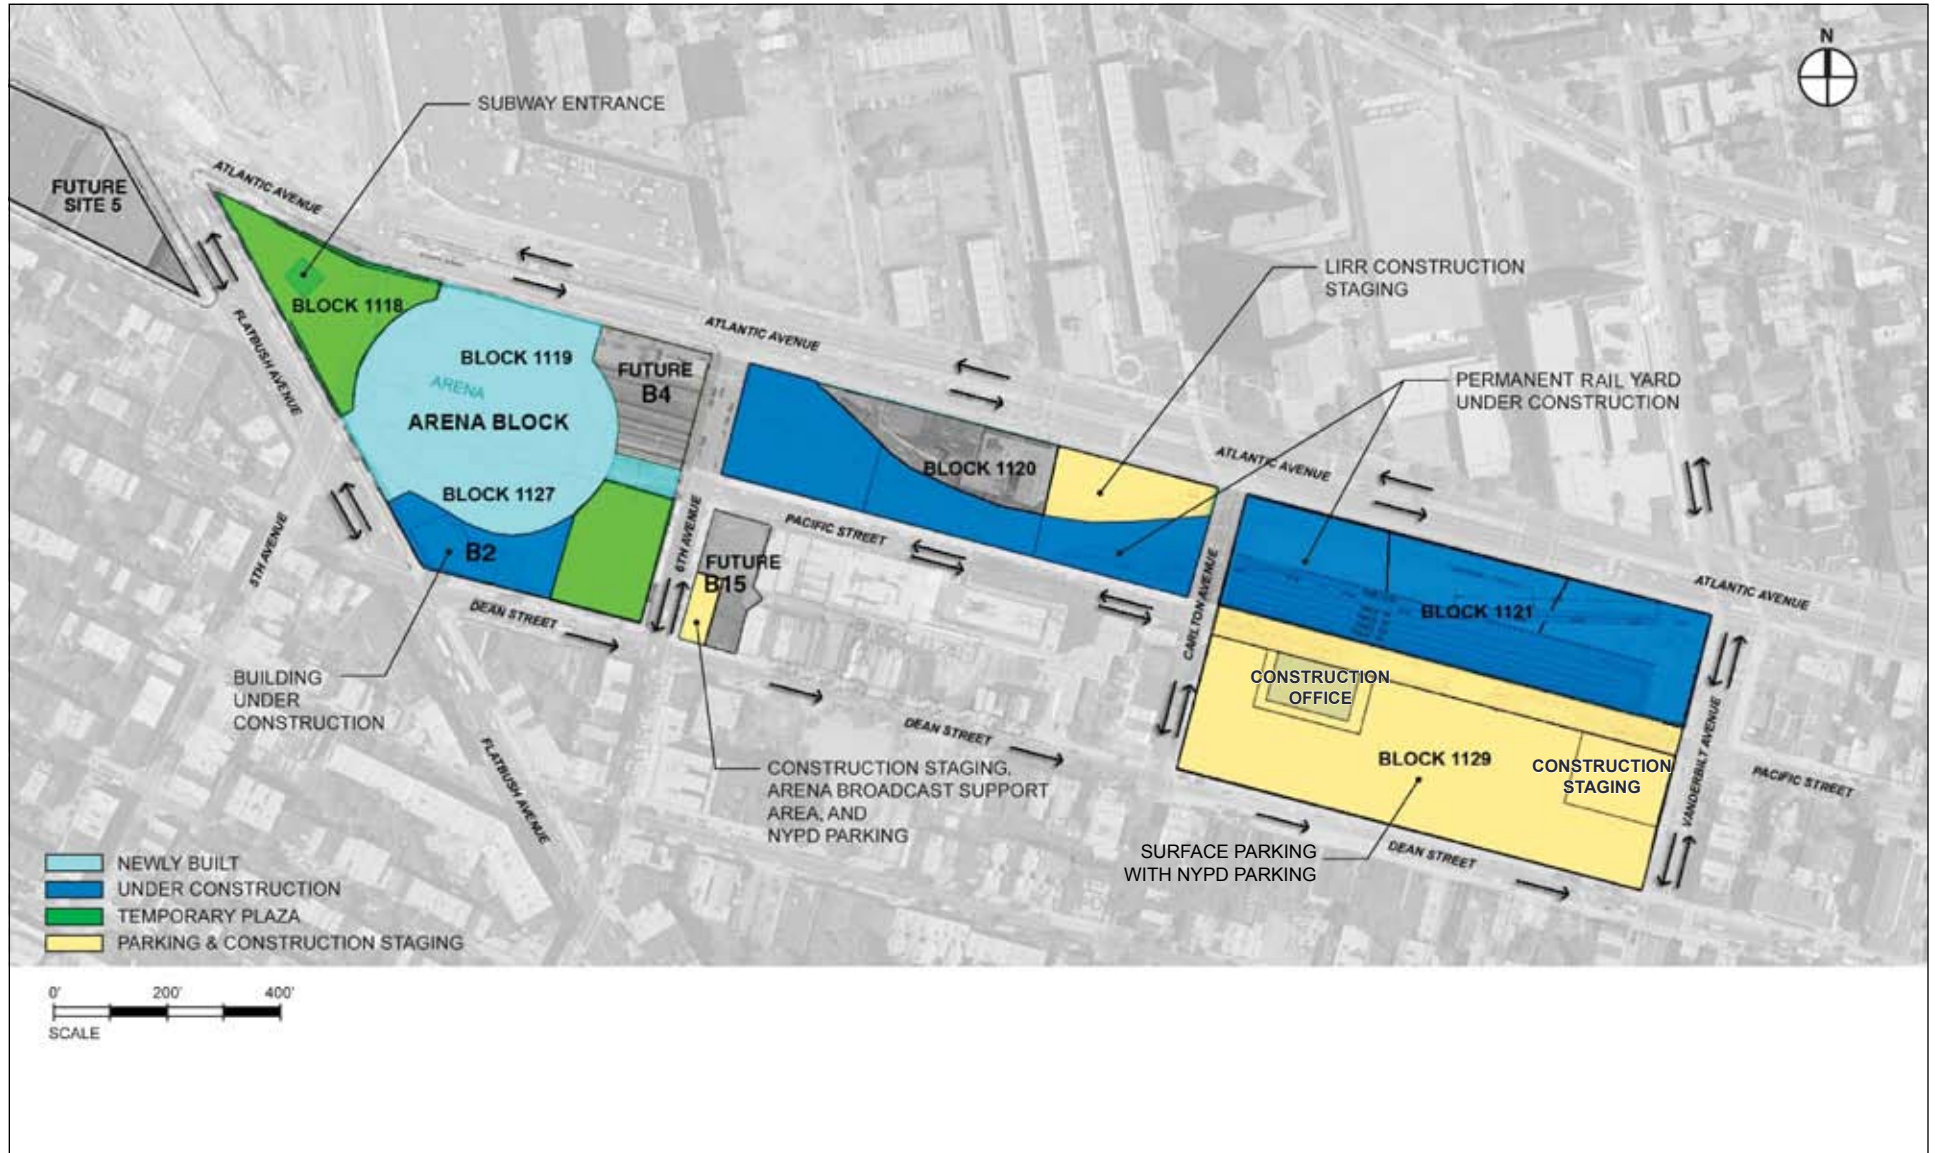 N
SUBWAY ENTRANCE
ATLANTIC AVENUE
FUTURE
SITE 5
LIRR CONSTRUCTION
STAGING
BLOCK 1118
FLATBUSH AVENUE
ATLANTIC AVENUE
BLOCK 1119
FUTURE
B4
ARENA
ARENA BLOCK
PERMANENT RAIL YARD
UNDER CONSTRUCTION
BLOCK 1120
ATLANTIC AVENUE
BLOCK 1127
6TH AVENUE
PACIFIC STREET
5TH AVENUE
B2
FUTURE
B15
CARLTON AVENUE
ATLANTIC AVENUE
BLOCK 1121
DEAN STREET
BUILDING
UNDER
CONSTRUCTION
CONSTRUCTION
OFFICE
DEAN STREET
FLATBUSH AVENUE
CONSTRUCTION STAGING,
ARENA BROADCAST SUPPORT
AREA, AND
NYPD PARKING
BLOCK 1129
CONSTRUCTION
STAGING
VANDERBILT AVENUE
PACIFIC STREET
SURFACE PARKING
WITH NYPD PARKING
DEAN STREET
NEWLY BUILT
UNDER CONSTRUCTION
TEMPORARY PLAZA
PARKING & CONSTRUCTION STAGING
0' 200' 400'
SCALE